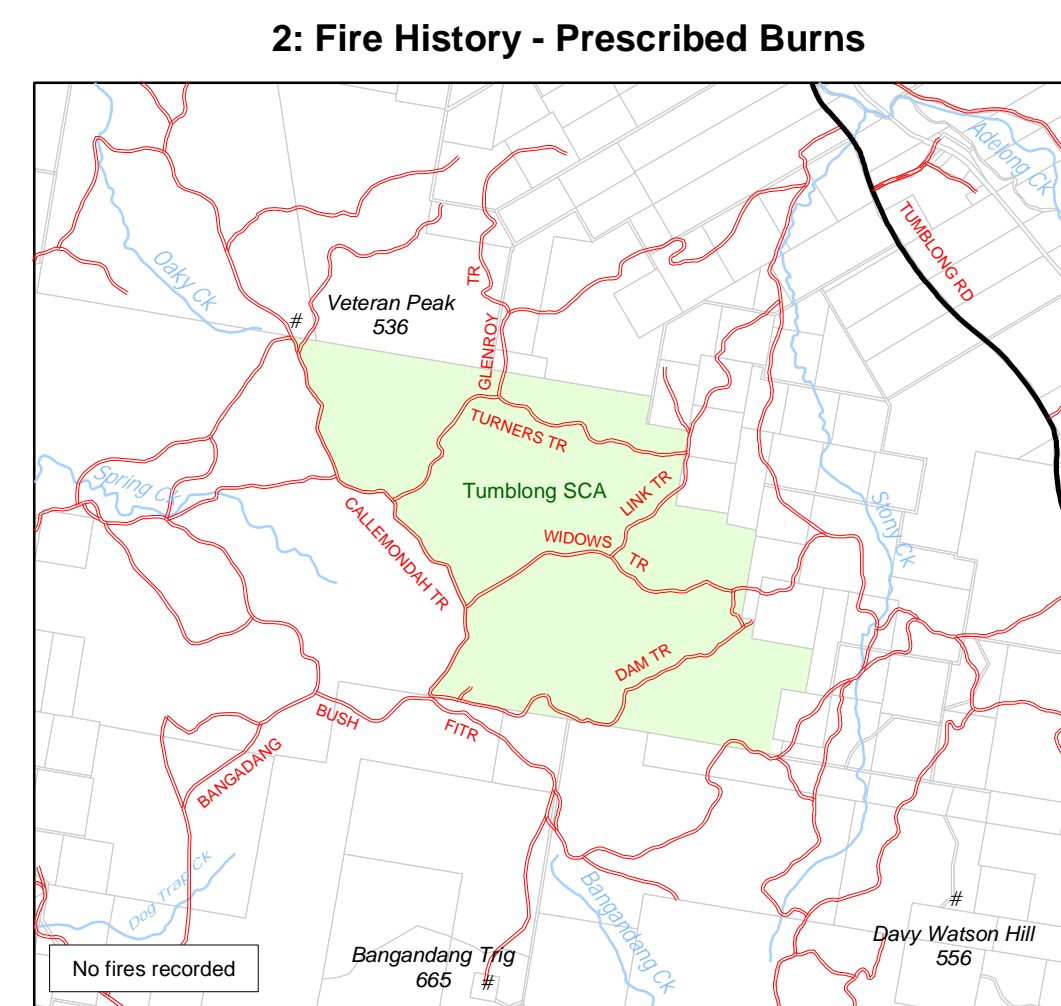 2: Fire History - Prescribed Burns
Adelong Ck
TUMBLONG RD
Oaky Ck
Veteran Peak
536
#
GLENROY TR
TURNERS TR
Tumblong SCA
LINK TR
Spring Ck
CALLEMONDAH TR
WIDOWS TR
Stony Ck
DAM TR
BUSH
FITR
BANGADANG
Dog Trap Ck
Bangandang Ck
#
Davy Watson Hill
556
Bangandang Trig
665
#
No fires recorded